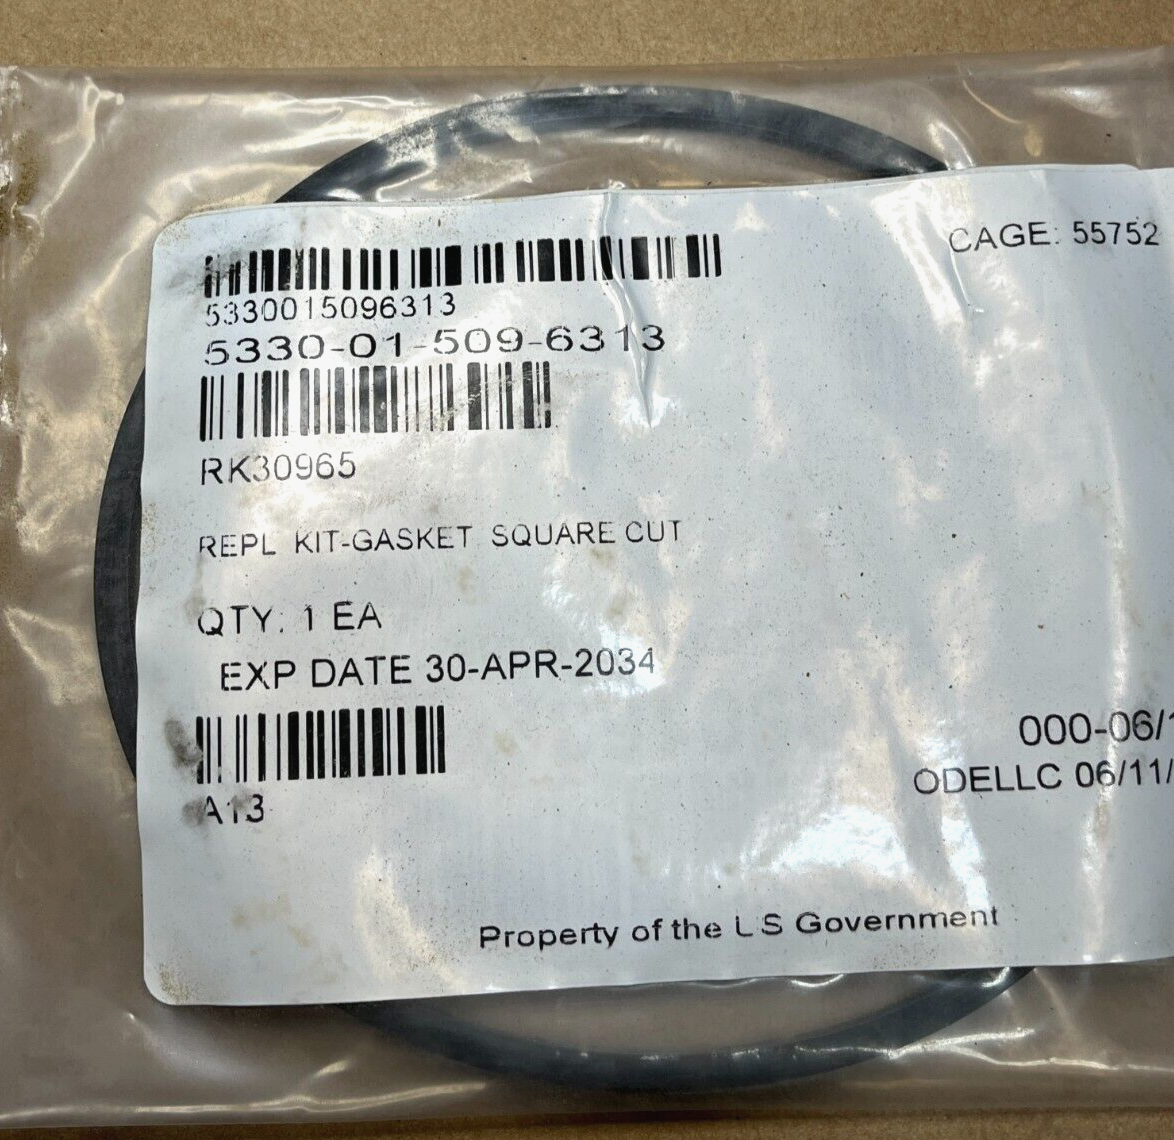 CAGE: 55752
5330015096313
5330-01-509-6313
RK30965
REPL KIT-GASKET SQUARE CUT
QTY: 1 EA
EXP DATE 30-APR-2034
000-06/1
ODELLC 06/11/
A13
Property of the U S Government